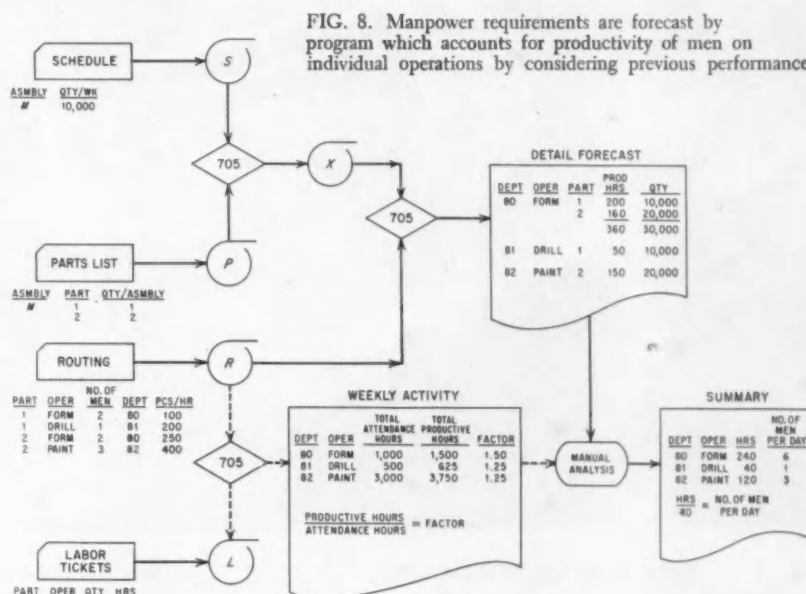 FIG. 8. Manpower requirements are forecast by
program which accounts for productivity of men on
individual operations by considering previous performance
SCHEDULE
S
ASMBLY QTY/WK
M 10,000
705
X
PARTS LIST
P
ASMBLY PART QTY/ASMBLY
M 1 1
2 2
705
DETAIL FORECAST
DEPT OPER PART PROD HRS QTY
80 FORM 1 200 10,000
2 160 20,000
360 30,000
81 DRILL 1 50 10,000
82 PAINT 2 150 20,000
ROUTING
R
PART OPER NO. OF MEN DEPT PCS/HR
1 FORM 2 80 100
1 DRILL 1 81 200
2 FORM 2 80 250
2 PAINT 3 82 400
705
WEEKLY ACTIVITY
DEPT OPER TOTAL ATTENDANCE HOURS TOTAL PRODUCTIVE HOURS FACTOR
80 FORM 1,000 1,500 1.50
81 DRILL 500 625 1.25
82 PAINT 3,000 3,750 1.25
PRODUCTIVE HOURS
ATTENDANCE HOURS = FACTOR
MANUAL
ANALYSIS
SUMMARY
DEPT OPER HRS NO. OF MEN PER DAY
80 FORM 240 6
81 DRILL 40 1
82 PAINT 120 3
HRS
40 = NO. OF MEN
PER DAY
LABOR
TICKETS
L
PART OPER QTY HRS